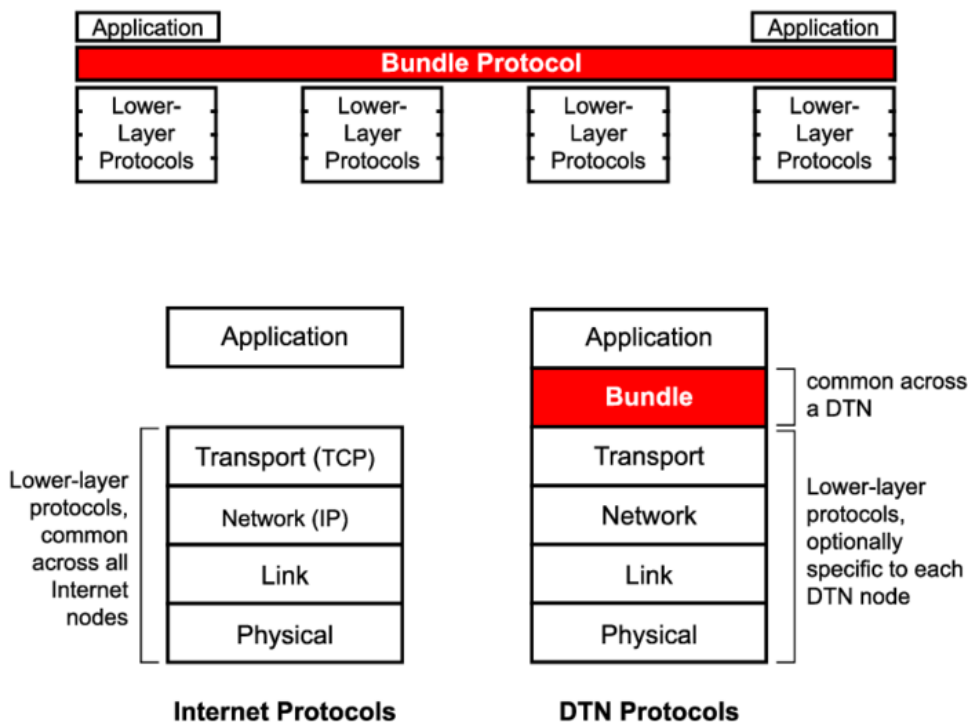 Application
Application
Bundle Protocol
Lower-
Layer
Protocols
Lower-
Layer
Protocols
Lower-
Layer
Protocols
Lower-
Layer
Protocols
Application
Transport (TCP)
Network (IP)
Link
Physical
Lower-layer
protocols,
common
across all
Internet
nodes
Internet Protocols
Application
Bundle
Transport
Network
Link
Physical
common across
a DTN
Lower-layer
protocols,
optionally
specific to each
DTN node
DTN Protocols